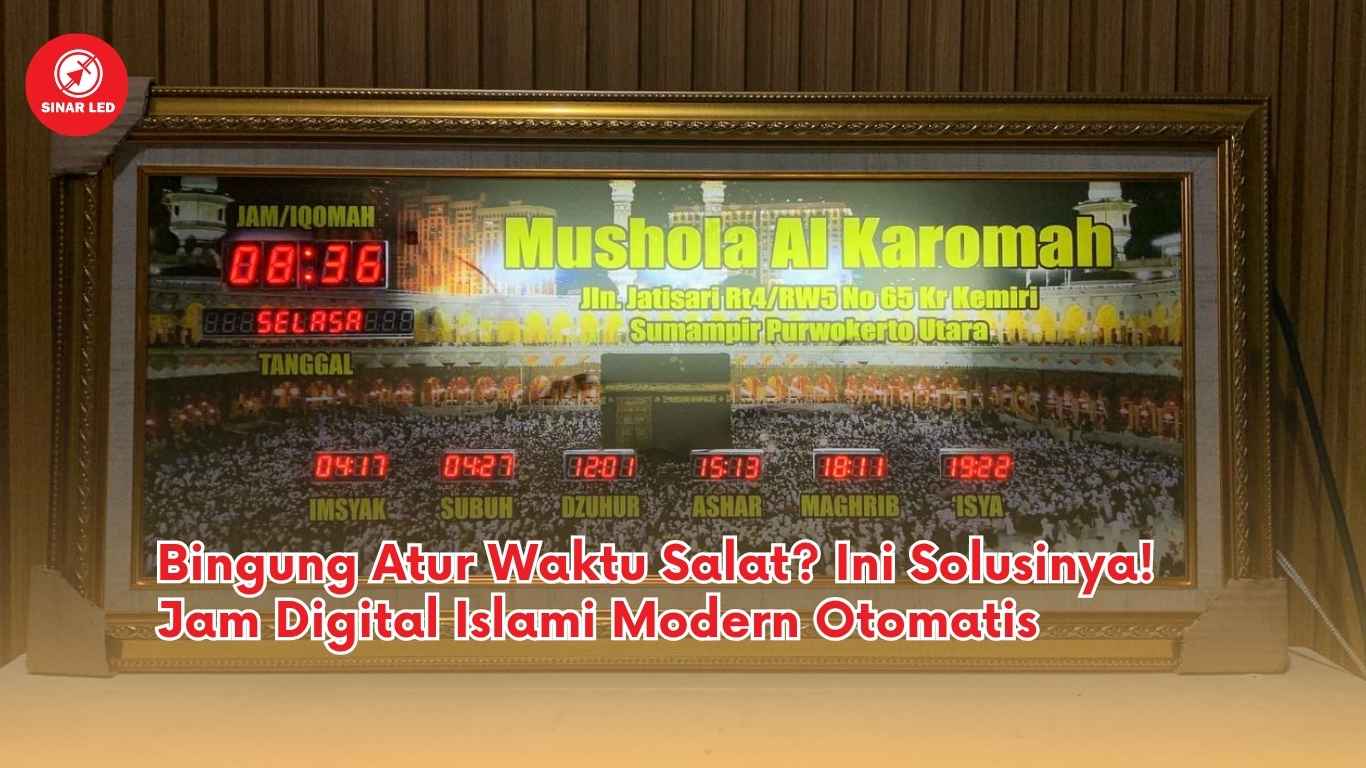 SINAR LED
JAM/IQOMAH
08:36
SELASA
TANGGAL
Mushola Al Karomah
Jln. Jatisari Rt4/RW5 No 65 Kr Kemiri
Sumampir Purwokerto Utara
04:17 04:27 12:01 15:13 18:11 19:22
IMSYAK SUBUH DZUHUR ASHAR MAGHRIB 'ISYA
Bingung Atur Waktu Salat? Ini Solusinya!
Jam Digital Islami Modern Otomatis